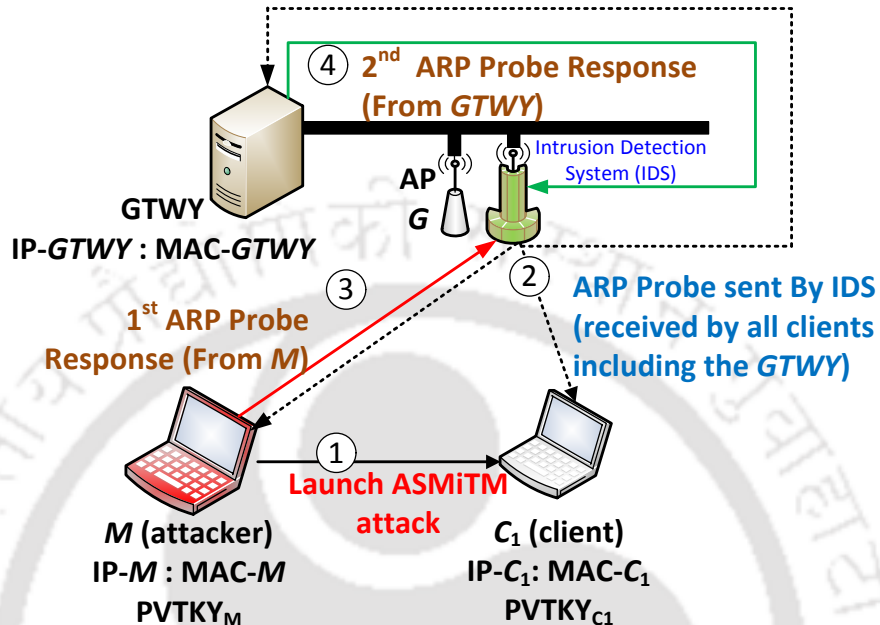 ④ 2nd ARP Probe Response
(From GTWY)
Intrusion Detection
System (IDS)
AP
G
GTWY
IP-GTWY : MAC-GTWY
③
②
1st ARP Probe
Response (From M)
ARP Probe sent By IDS
(received by all clients
including the GTWY)
①
Launch ASMiTM
attack
M (attacker)
IP-M : MAC-M
PVTKYM
C1 (client)
IP-C1: MAC-C1
PVTKYC1